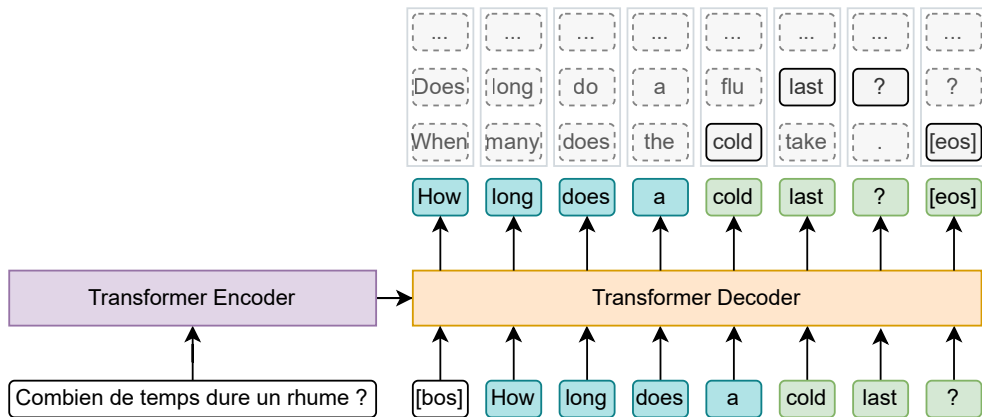 ... ... ... ... ... ... ... ...
Does long do a flu last ? ?
When many does the cold take . [eos]
How long does a cold last ? [eos]
Transformer Encoder Transformer Decoder
Combien de temps dure un rhume ? [bos] How long does a cold last ?